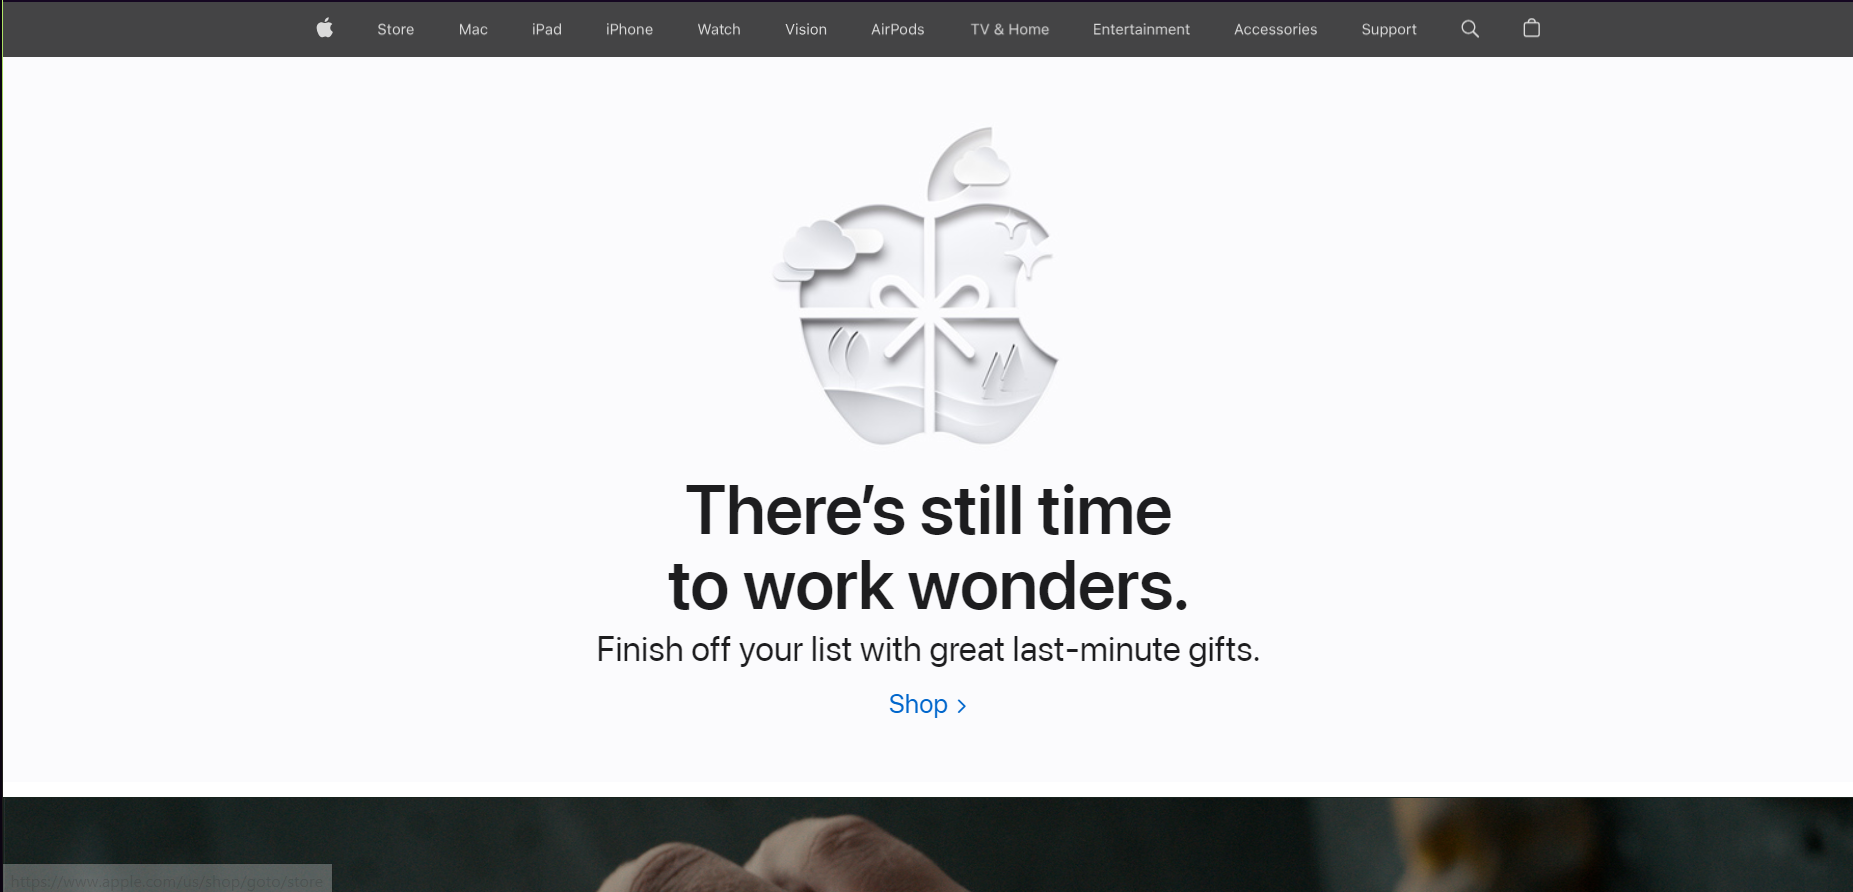 Store Mac iPad iPhone Watch Vision AirPods TV & Home Entertainment Accessories Support
There’s still time
to work wonders.
Finish off your list with great last-minute gifts.
Shop >
https://www.apple.com/us/shop/goto/store